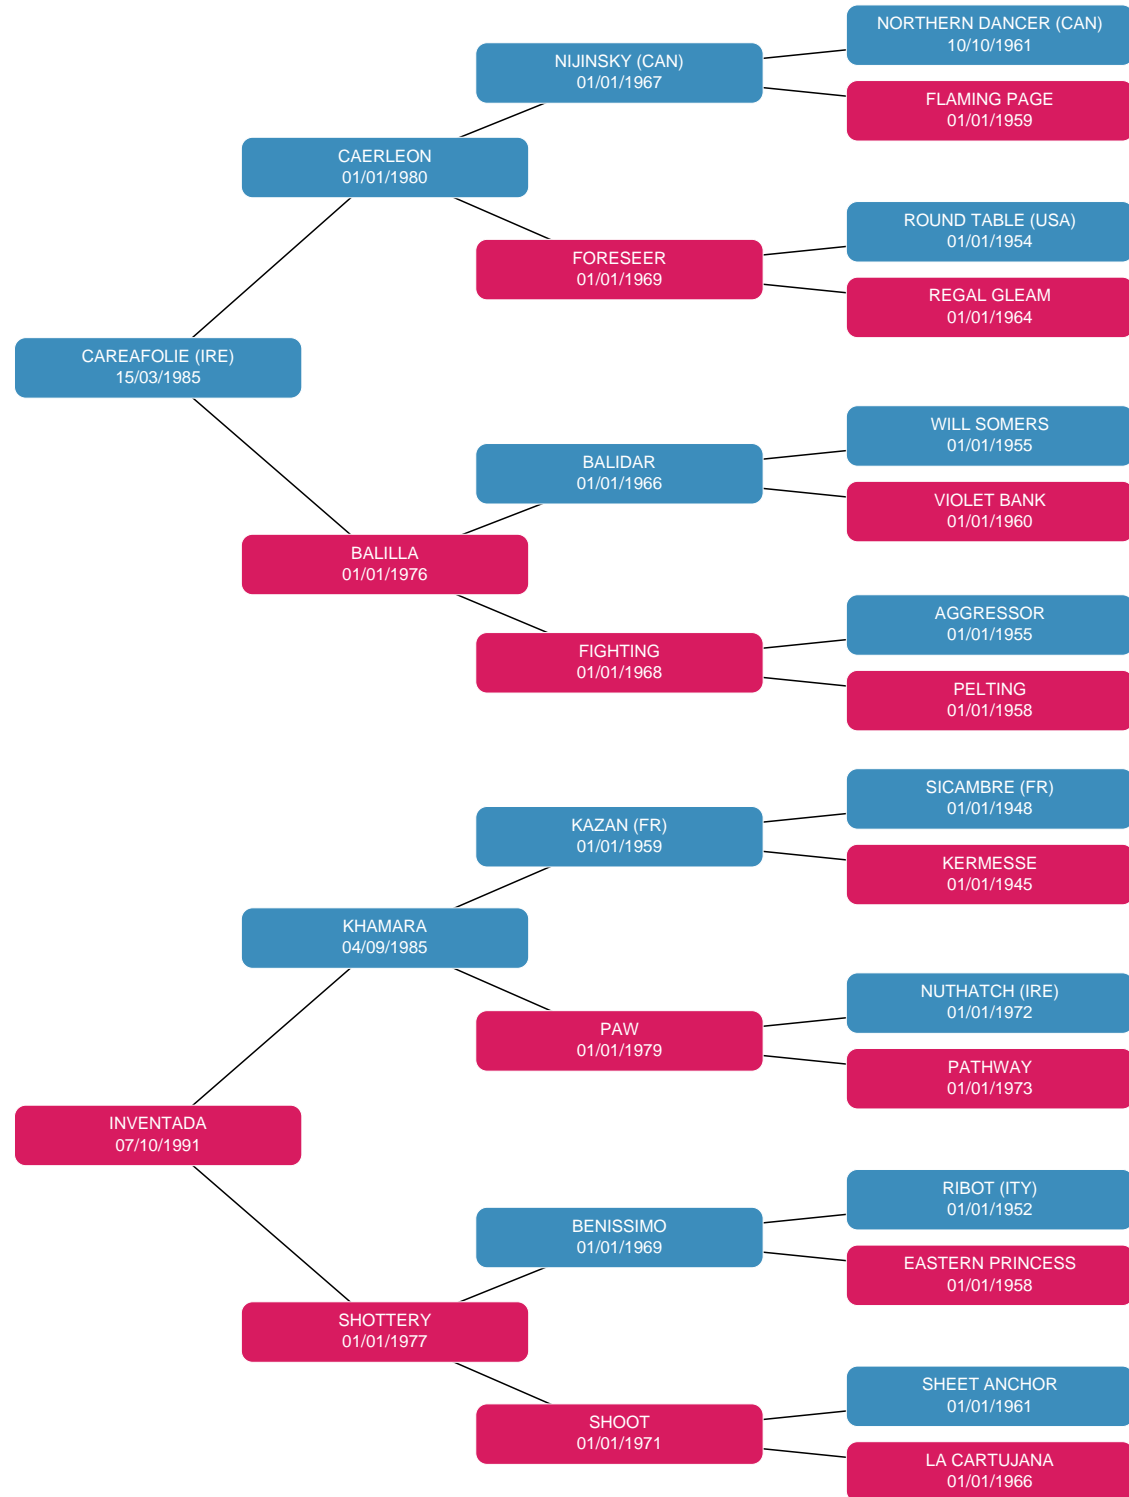 NORTHERN DANCER (CAN)
10/10/1961
NIJINSKY (CAN)
01/01/1967
FLAMING PAGE
01/01/1959
CAERLEON
01/01/1980
ROUND TABLE (USA)
01/01/1954
FORESEER
01/01/1969
REGAL GLEAM
01/01/1964
CAREAFOLIE (IRE)
15/03/1985
WILL SOMERS
01/01/1955
BALIDAR
01/01/1966
VIOLET BANK
01/01/1960
BALILLA
01/01/1976
AGGRESSOR
01/01/1955
FIGHTING
01/01/1968
PELTING
01/01/1958
SICAMBRE (FR)
01/01/1948
KAZAN (FR)
01/01/1959
KERMESSE
01/01/1945
KHAMARA
04/09/1985
NUTHATCH (IRE)
01/01/1972
PAW
01/01/1979
PATHWAY
01/01/1973
INVENTADA
07/10/1991
RIBOT (ITY)
01/01/1952
BENISSIMO
01/01/1969
EASTERN PRINCESS
01/01/1958
SHOTTERY
01/01/1977
SHEET ANCHOR
01/01/1961
SHOOT
01/01/1971
LA CARTUJANA
01/01/1966